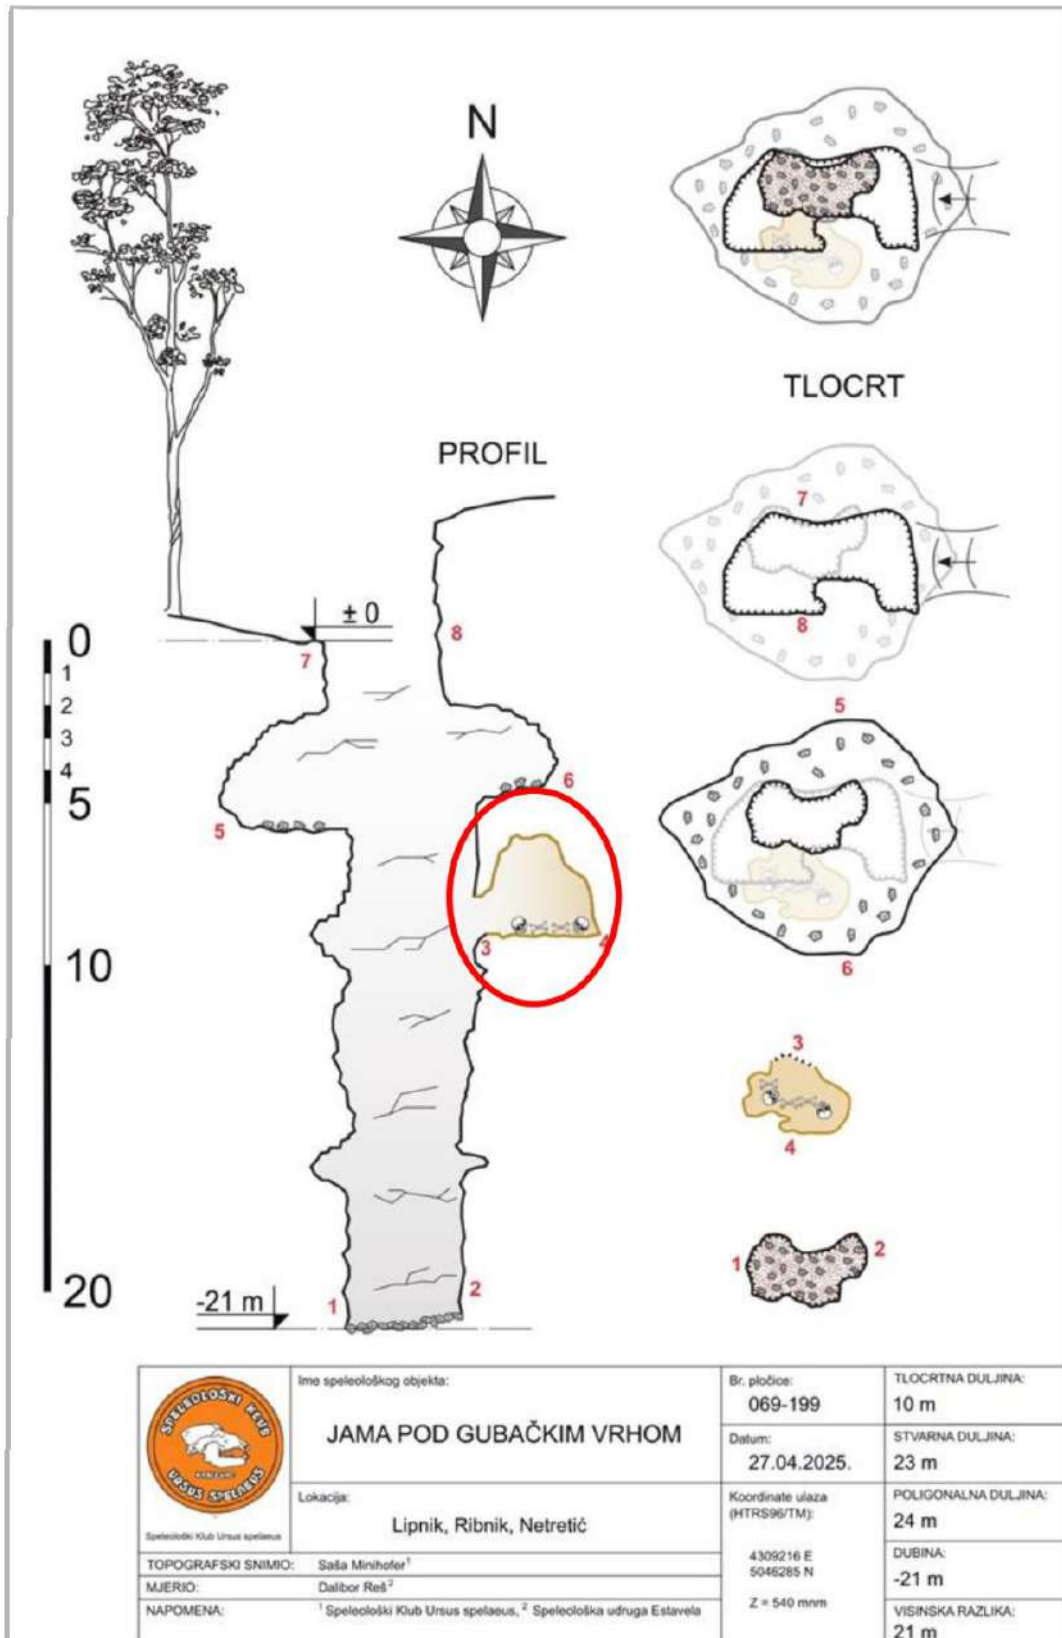 N
TLOCRT
PROFIL
7
8
± 0
7
8
0
1
2
3
4
5
5
6
5
6
3
4
10
3
4
1
2
20
-21 m
1
2
SPELEOLOŠKI KLUB
URSUS SPELAEUS
Speleološki Klub Ursus spelaeus
Ime speleološkog objekta:
JAMA POD GUBAČKIM VRHOM
Lokacija:
Lipnik, Ribnik, Netretić
Br. pločice:
069-199
Datum:
27.04.2025.
Koordinate ulaza
(HTRS96/TM):
4309216 E
5046285 N
Z = 540 mnm
TLOCRTNA DULJINA:
10 m
STVARNA DULJINA:
23 m
POLIGONALNA DULJINA:
24 m
DUBINA:
-21 m
VISINSKA RAZLIKA:
21 m
TOPOGRAFSKI SNIMIO: Saša Minihofer¹
MJERIO: Dalibor Reš²
NAPOMENA: ¹ Speleološki Klub Ursus spelaeus, ² Speleološka udruga Estavela